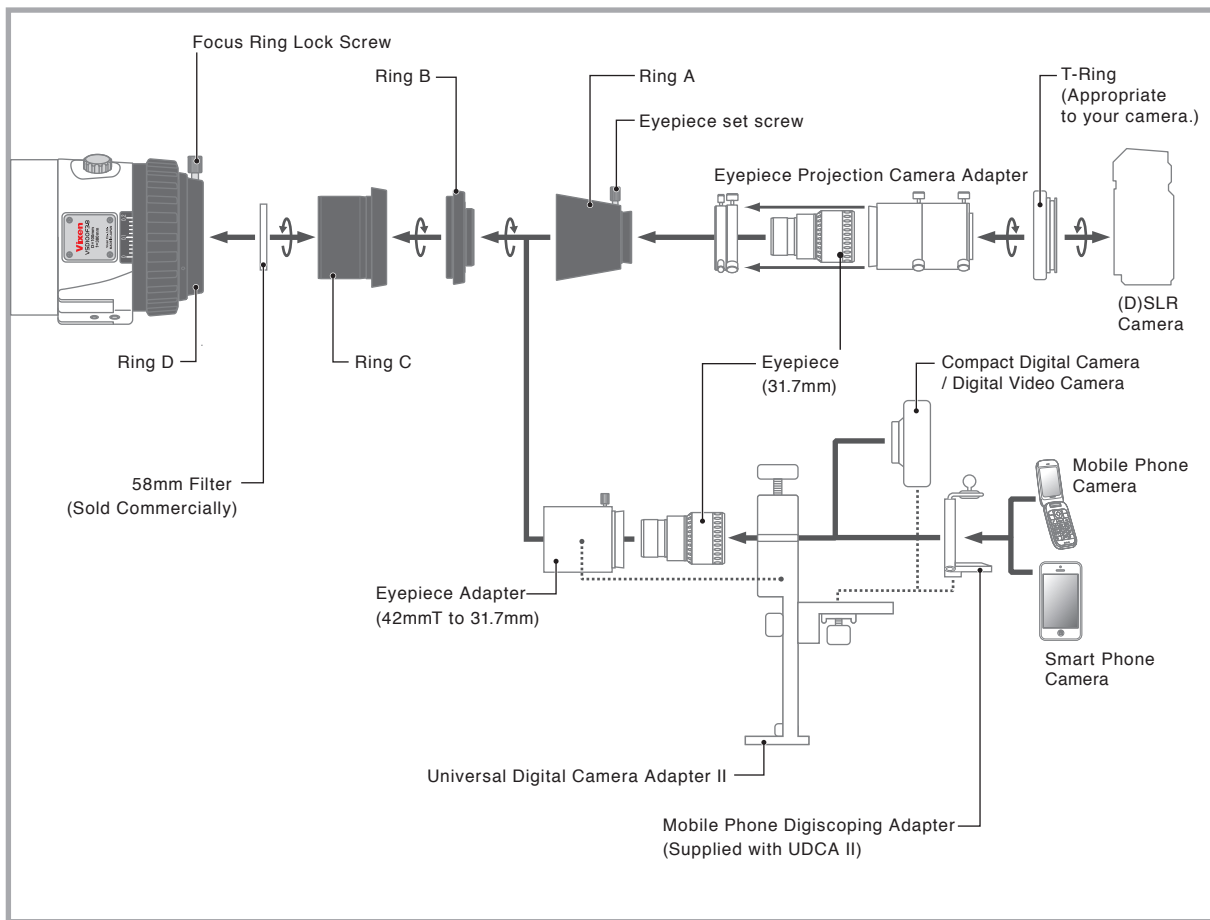 Focus Ring Lock Screw
Ring B
Ring A
Eyepiece set screw
T-Ring
(Appropriate
to your camera.)
Eyepiece Projection Camera Adapter
Vixen
(D)SLR
Camera
Ring D
Ring C
Eyepiece
(31.7mm)
Compact Digital Camera
/ Digital Video Camera
58mm Filter
(Sold Commercially)
Mobile Phone
Camera
Eyepiece Adapter
(42mmT to 31.7mm)
Smart Phone
Camera
Universal Digital Camera Adapter II
Mobile Phone Digiscoping Adapter
(Supplied with UDCA II)